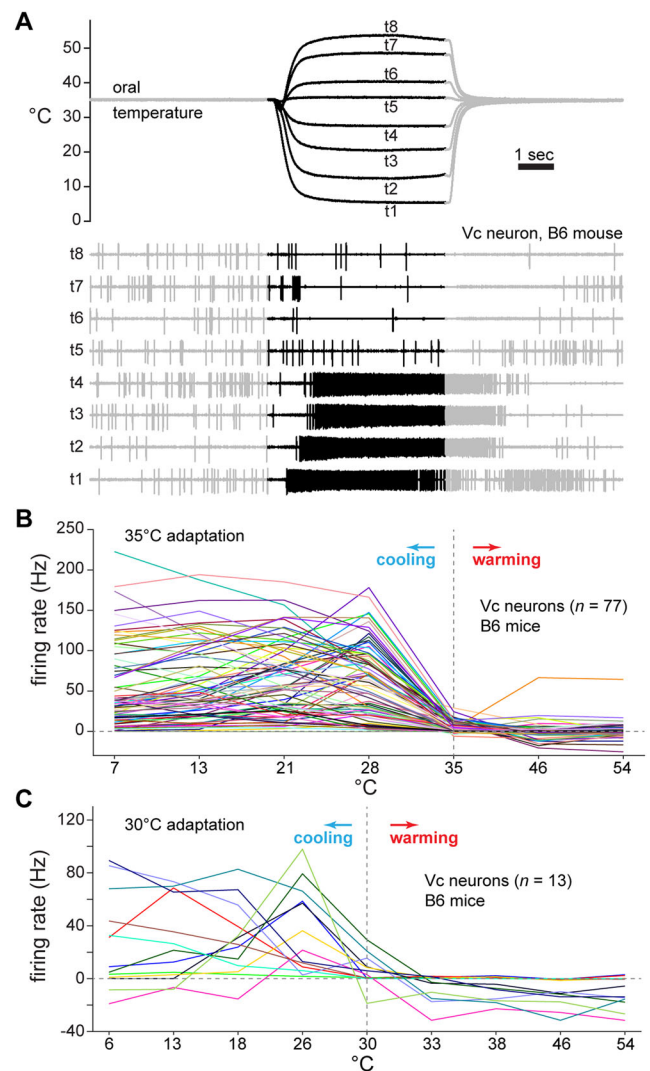 A
50
40
30
20
10
0
°C
oral
temperature
t8
t7
t6
t5
t4
t3
t2
t1
1 sec
Vc neuron, B6 mouse
t8
t7
t6
t5
t4
t3
t2
t1
B
35°C adaptation
cooling
warming
Vc neurons (n = 77)
B6 mice
firing rate (Hz)
250
200
150
100
50
0
7 13 21 28 35 46 54
°C
C
30°C adaptation
cooling
warming
Vc neurons (n = 13)
B6 mice
firing rate (Hz)
120
80
40
0
-40
6 13 18 26 30 33 38 46 54
°C